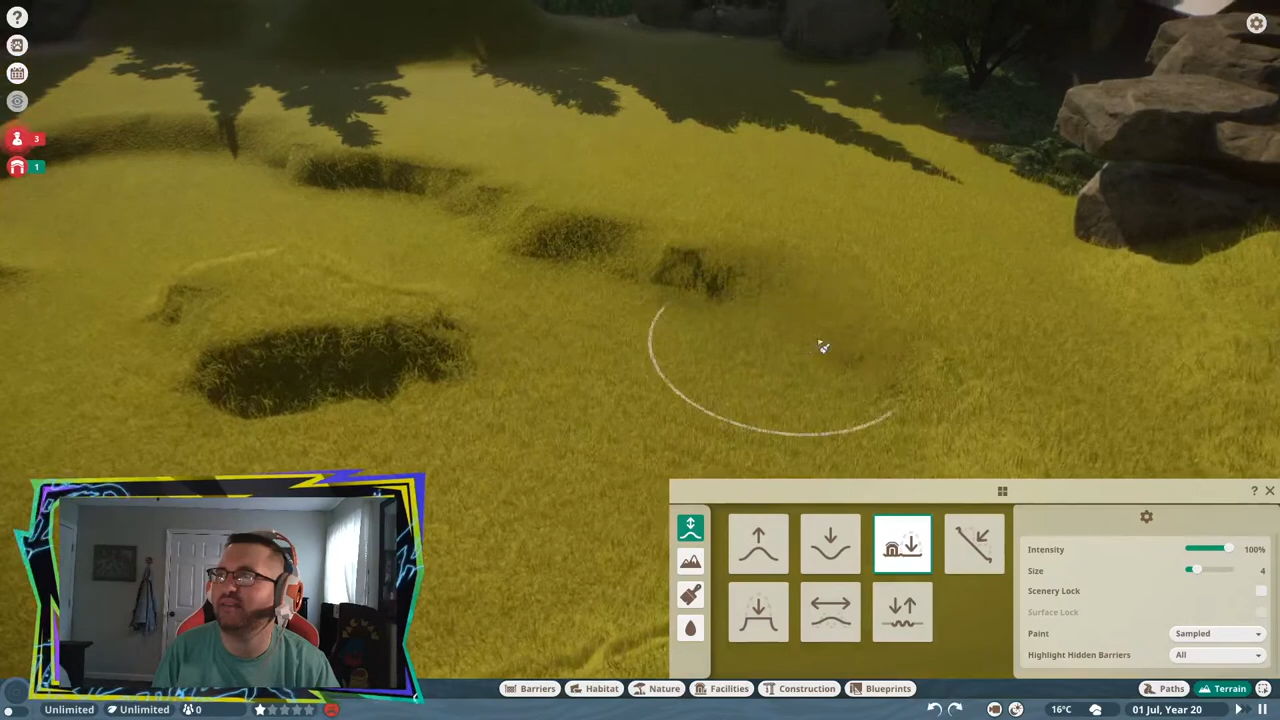 ?
3
1
? ✕
Intensity 100%
Size 4
Scenery Lock
Surface Lock
Paint Sampled
Highlight Hidden Barriers All
Barriers Habitat Nature Facilities Construction Blueprints Paths Terrain
Unlimited Unlimited 0 16°C 01 Jul, Year 20